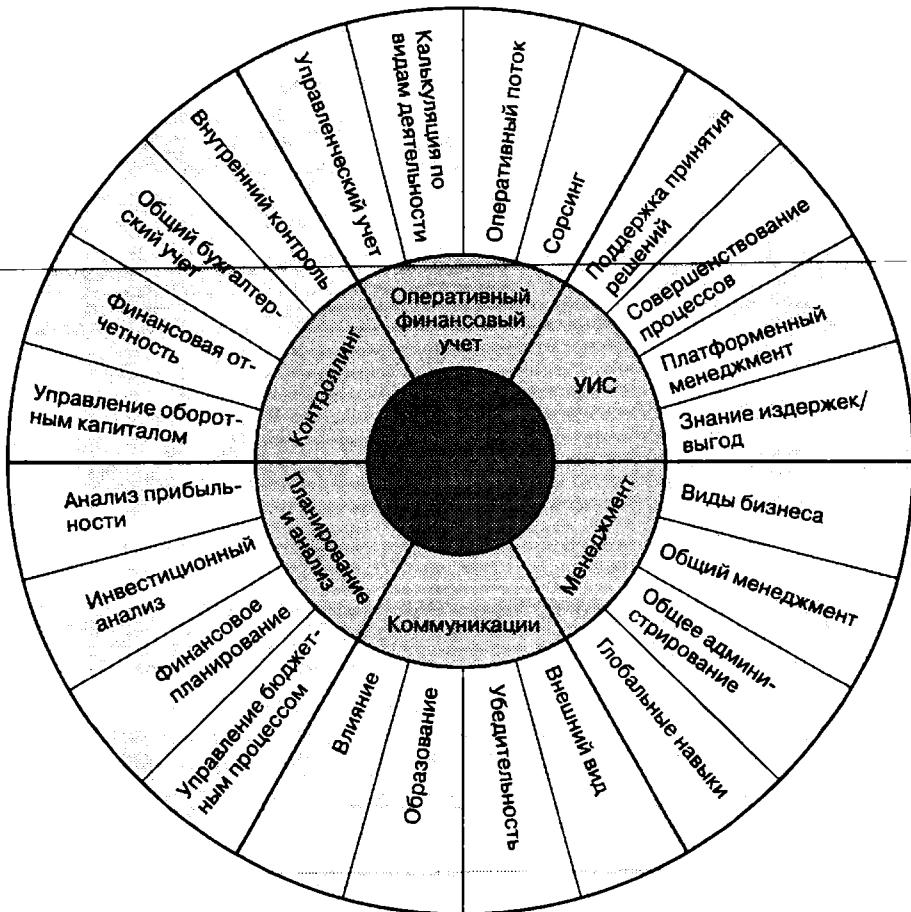 Калькуляция по
видам деятельности
Оперативный поток
Сорсинг
Поддержка принятия
решений
Совершенствование
процессов
Платформенный
менеджмент
Знание издержек/
выгод
Виды бизнеса
Общий менеджмент
Общее админи-
стрирование
Глобальные навыки
Внешний вид
Убедительность
Образование
Влияние
Управление бюджет-
ным процессом
Финансовое
планирование
Инвестиционный
анализ
Анализ прибыль-
ности
Управление оборот-
ным капиталом
Финансовая от-
четность
Общий бухгалтер-
ский учет
Внутренний контроль
Управленческий учет
Оперативный
финансовый
учет
УИС
Менеджмент
Коммуникации
Планирование
и анализ
Контроллинг